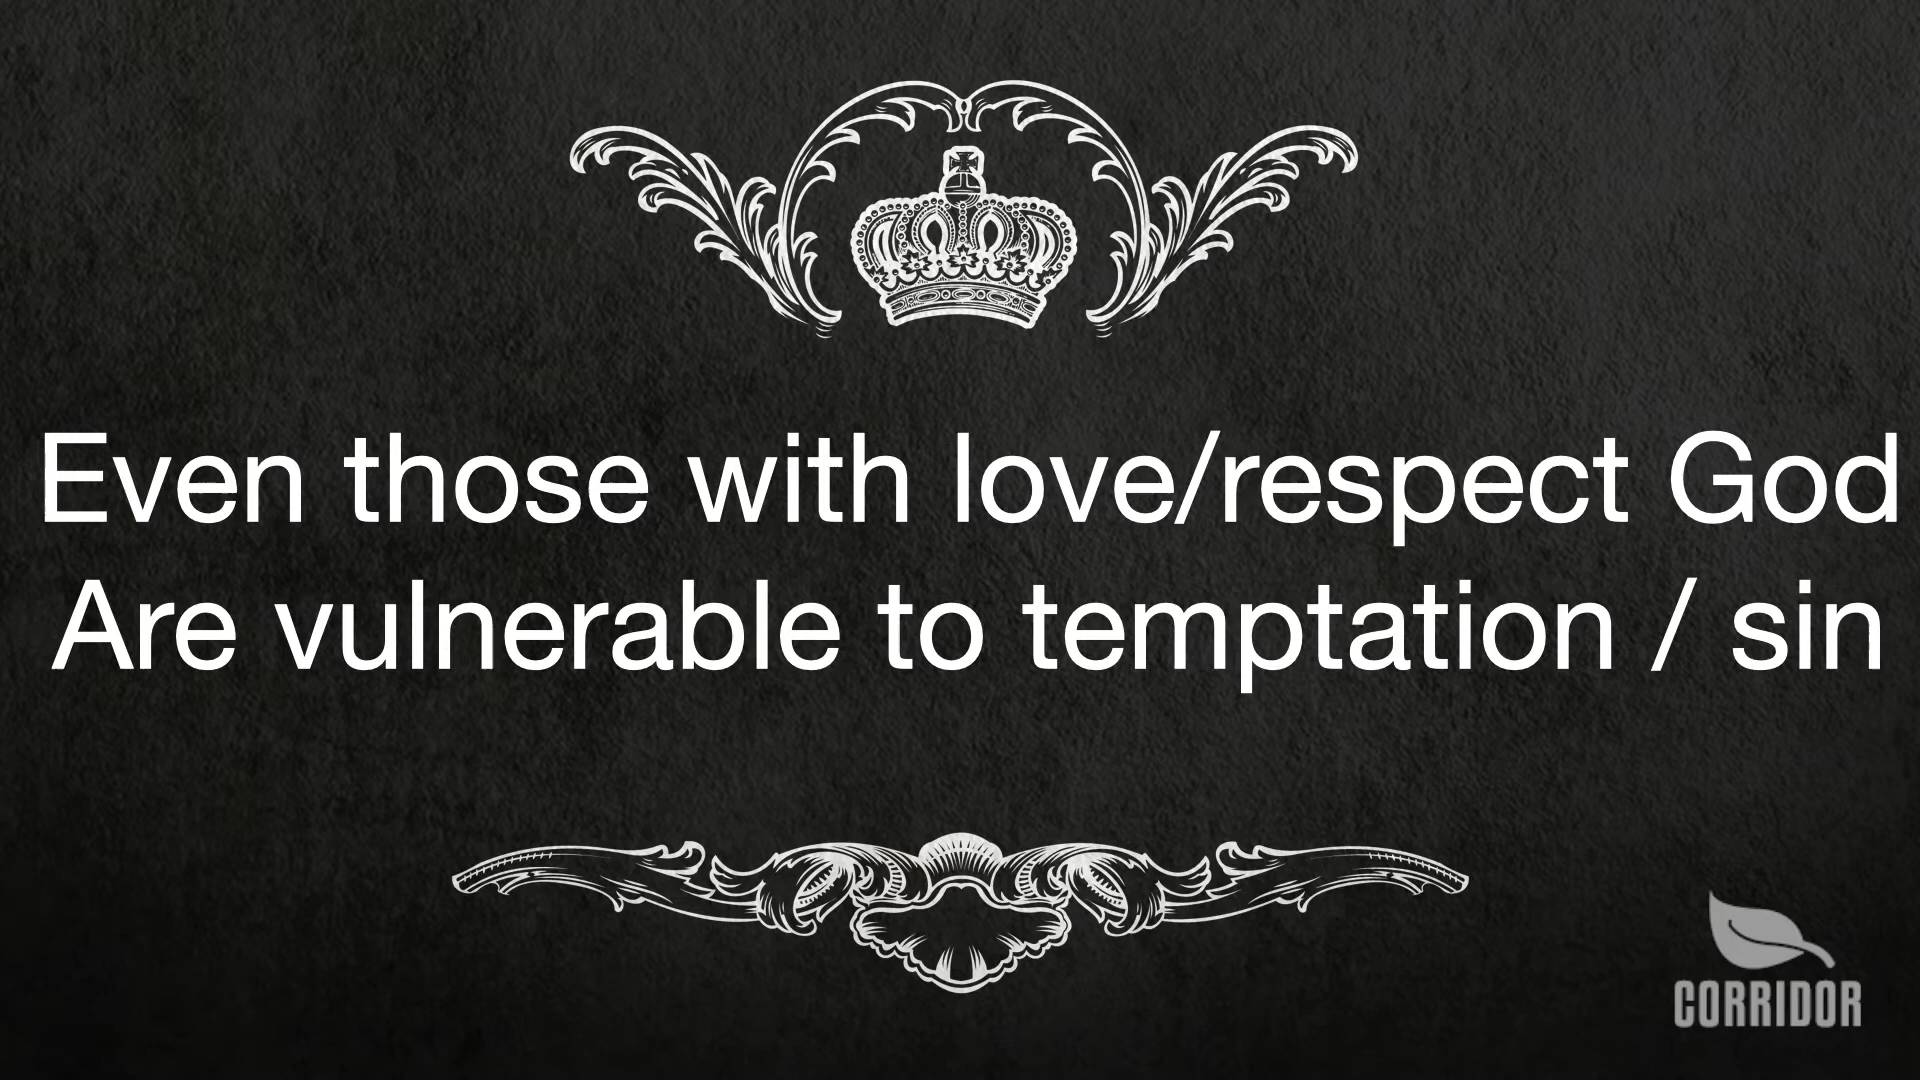 Even those with love/respect God
Are vulnerable to temptation / sin
CORRIDOR